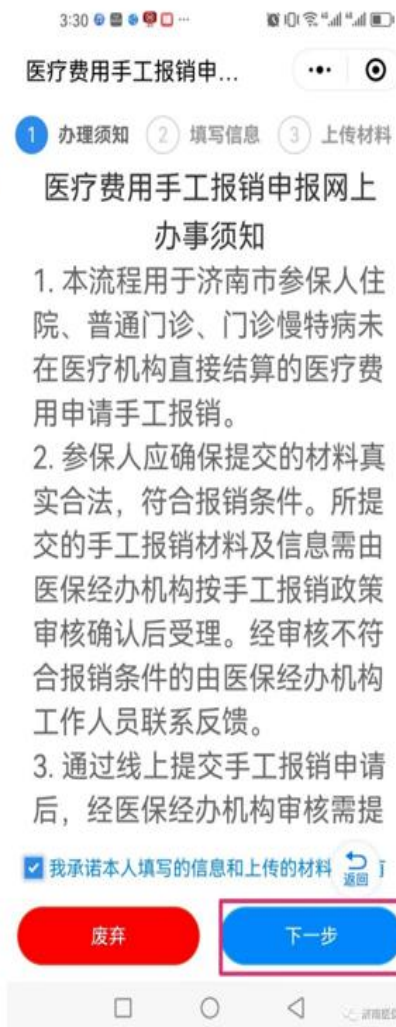 3:30
医疗费用手工报销申...
1 办理须知 2 填写信息 3 上传材料
医疗费用手工报销申报网上
办事须知
1. 本流程用于济南市参保人住
院、普通门诊、门诊慢特病未
在医疗机构直接结算的医疗费
用申请手工报销。
2. 参保人应确保提交的材料真
实合法，符合报销条件。所提
交的手工报销材料及信息需由
医保经办机构按手工报销政策
审核确认后受理。经审核不符
合报销条件的由医保经办机构
工作人员联系反馈。
3. 通过线上提交手工报销申请
后，经医保经办机构审核需提
我承诺本人填写的信息和上传的材料
返回
废弃 下一步